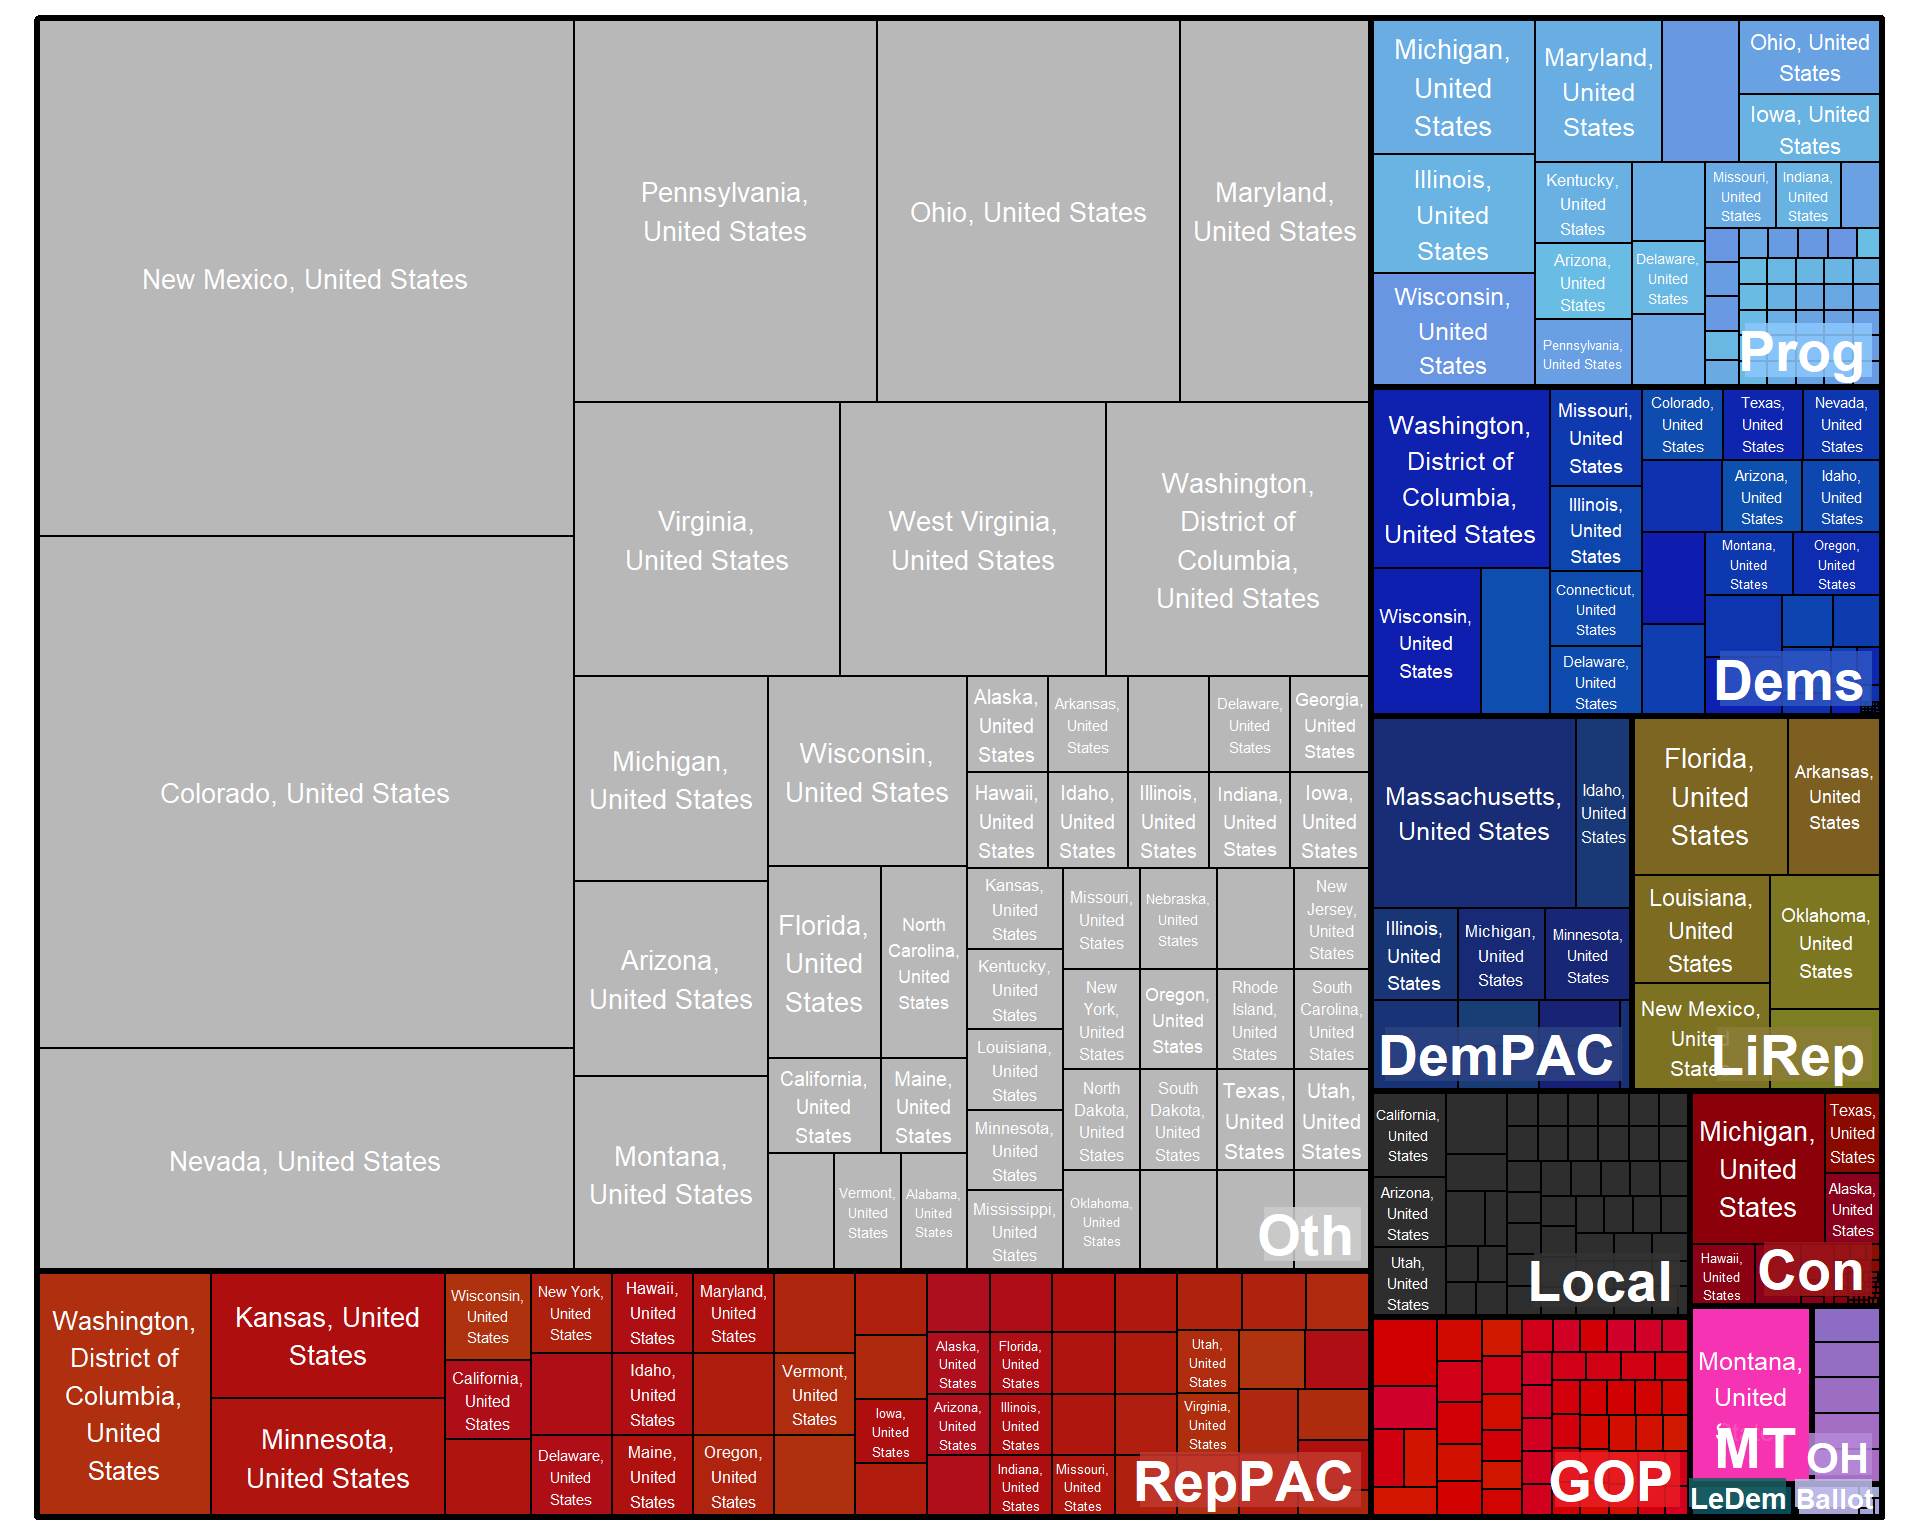 New Mexico, United States
Colorado, United States
Nevada, United States
Pennsylvania,
United States
Ohio, United States
Maryland,
United States
Virginia,
United States
West Virginia,
United States
Washington,
District of
Columbia,
United States
Michigan,
United States
Arizona,
United States
Montana,
United States
Wisconsin,
United States
Florida,
United
States
North
Carolina,
United
States
California,
United
States
Maine,
United
States
Vermont,
United
States
Alabama,
United
States
Alaska,
United
States
Arkansas,
United
States
Delaware,
United
States
Georgia,
United
States
Hawaii,
United
States
Idaho,
United
States
Illinois,
United
States
Indiana,
United
States
Iowa,
United
States
Kansas,
United
States
Kentucky,
United
States
Louisiana,
United
States
Minnesota,
United
States
Mississippi,
United
States
Missouri,
United
States
Nebraska,
United
States
New
Jersey,
United
States
New
York,
United
States
Oregon,
United
States
Rhode
Island,
United
States
South
Carolina,
United
States
North
Dakota,
United
States
South
Dakota,
United
States
Texas,
United
States
Utah,
United
States
Oklahoma,
United
States
Oth
Michigan,
United
States
Illinois,
United
States
Wisconsin,
United
States
Maryland,
United
States
Ohio, United
States
Iowa, United
States
Kentucky,
United
States
Arizona,
United
States
Pennsylvania,
United States
Delaware,
United
States
Missouri,
United
States
Indiana,
United
States
Prog
Washington,
District of
Columbia,
United States
Wisconsin,
United
States
Missouri,
United
States
Illinois,
United
States
Connecticut,
United
States
Delaware,
United
States
Colorado,
United
States
Texas,
United
States
Nevada,
United
States
Arizona,
United
States
Idaho,
United
States
Montana,
United
States
Oregon,
United
States
Dems
Massachusetts,
United States
Idaho,
United
States
Illinois,
United
States
Michigan,
United
States
Minnesota,
United
States
DemPAC
Florida,
United
States
Arkansas,
United
States
Louisiana,
United
States
Oklahoma,
United
States
New Mexico,
United
States
LiRep
California,
United
States
Arizona,
United
States
Utah,
United
States
Local
Michigan,
United
States
Texas,
United
States
Alaska,
United
States
Hawaii,
United
States
Con
Washington,
District of
Columbia,
United
States
Kansas, United
States
Minnesota,
United States
Wisconsin,
United
States
California,
United
States
New York,
United
States
Delaware,
United
States
Hawaii,
United
States
Idaho,
United
States
Maine,
United
States
Maryland,
United
States
Oregon,
United
States
Vermont,
United
States
Iowa,
United
States
Alaska,
United
States
Arizona,
United
States
Florida,
United
States
Illinois,
United
States
Indiana,
United
States
Missouri,
United
States
Utah,
United
States
Virginia,
United
States
RepPAC
GOP
Montana,
United
States
MT
OH
LeDem
Ballot